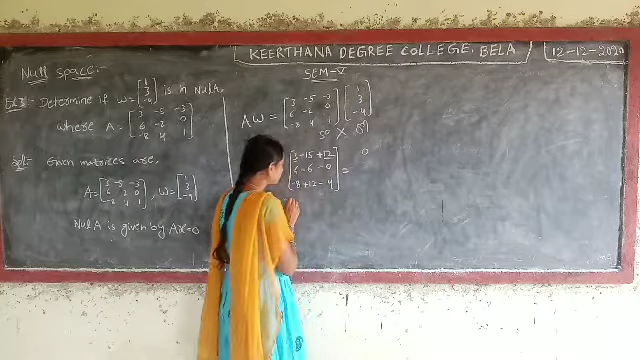 KEERTHANA DEGREE COLLEGE, BELA
12-12-2020
SEM-V
Null space:-
Ex:3: Determine if w = [1 3 -4] is in NulA,
where A = [3 -5 -3
6 -2 0
-8 4 1]
Sol:- Given matrices are,
A = [3 -5 -3
6 -2 0
-8 4 1], w = [1 3 -4]
NulA is given by Ax=0
AW = [3 -5 -3
6 -2 0
-8 4 1] [1
3
-4]
[3 -15 +12
6 -6 -0
-8 +12 -4] =
0